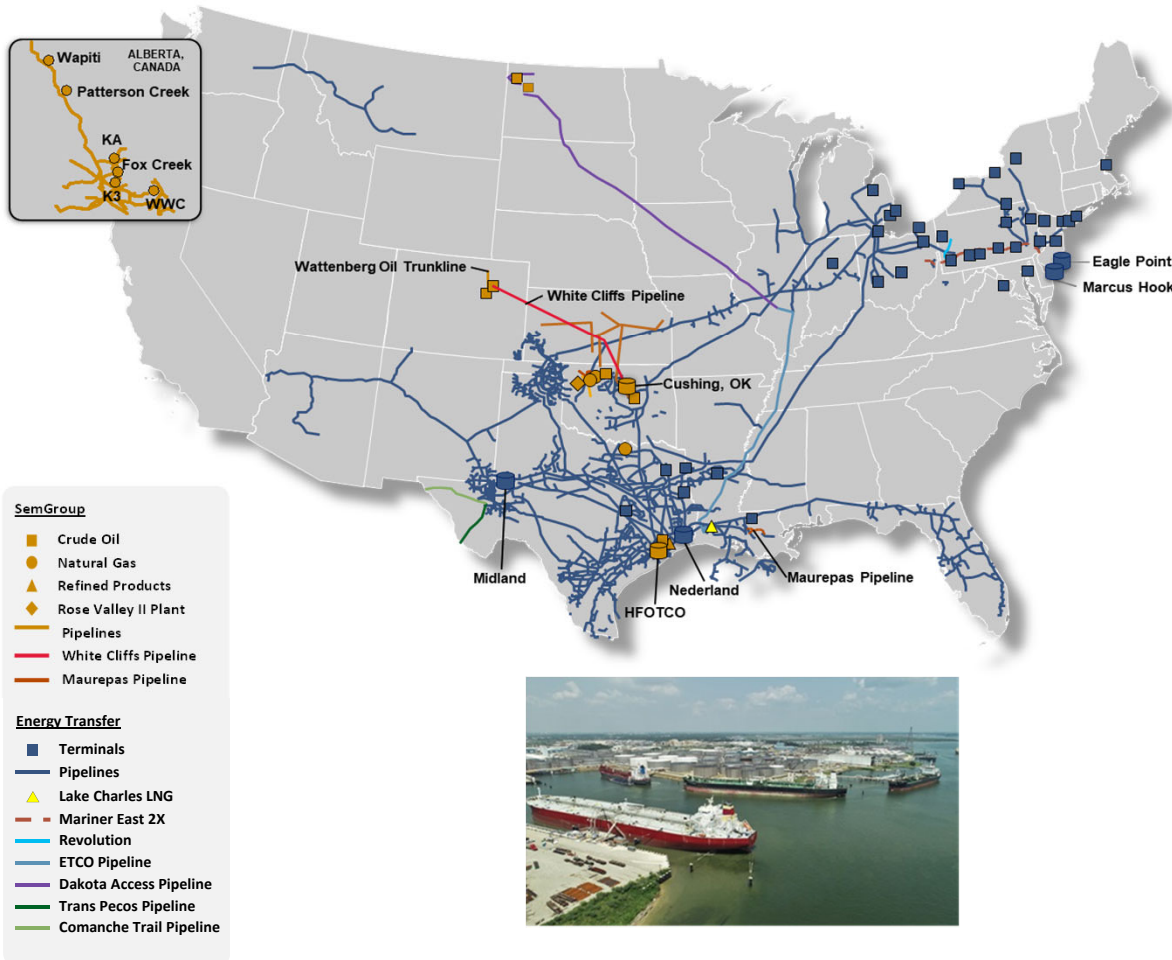 ALBERTA,
CANADA
Wapiti
Patterson Creek
KA
Fox Creek
K3
WWC
Wattenberg Oil Trunkline
White Cliffs Pipeline
Eagle Point
Marcus Hook
Cushing, OK
Midland
Nederland
HFOTCO
Maurepas Pipeline
SemGroup
Crude Oil
Natural Gas
Refined Products
Rose Valley II Plant
Pipelines
White Cliffs Pipeline
Maurepas Pipeline
Energy Transfer
Terminals
Pipelines
Lake Charles LNG
Mariner East 2X
Revolution
ETCO Pipeline
Dakota Access Pipeline
Trans Pecos Pipeline
Comanche Trail Pipeline